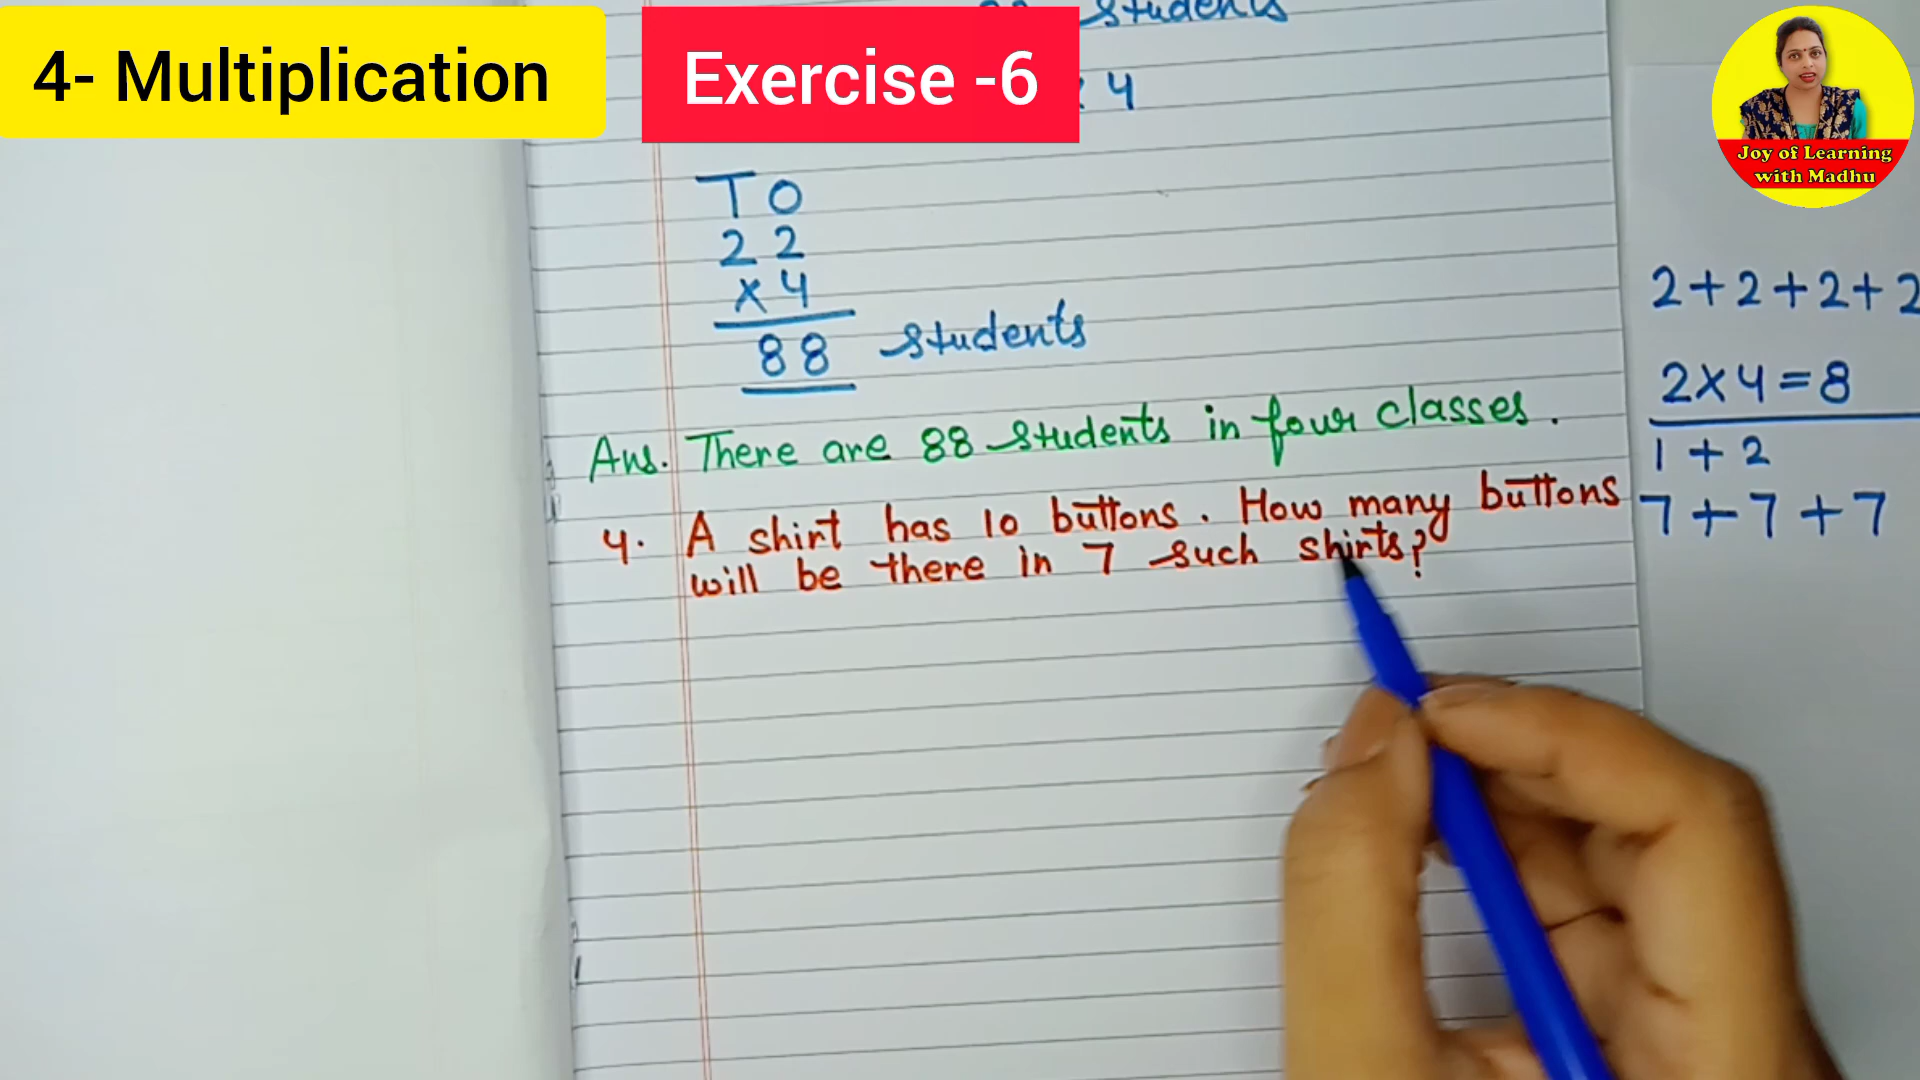 4- Multiplication
Exercise -6
Students
4
T O
2 2
x 4
88 students
Ans. There are 88 students in four classes.
4. A shirt has 10 buttons. How many buttons
will be there in 7 such shirts?
2+2+2+2
2x4=8
1+2
7+7+7
Joy of Learning
with Madhu